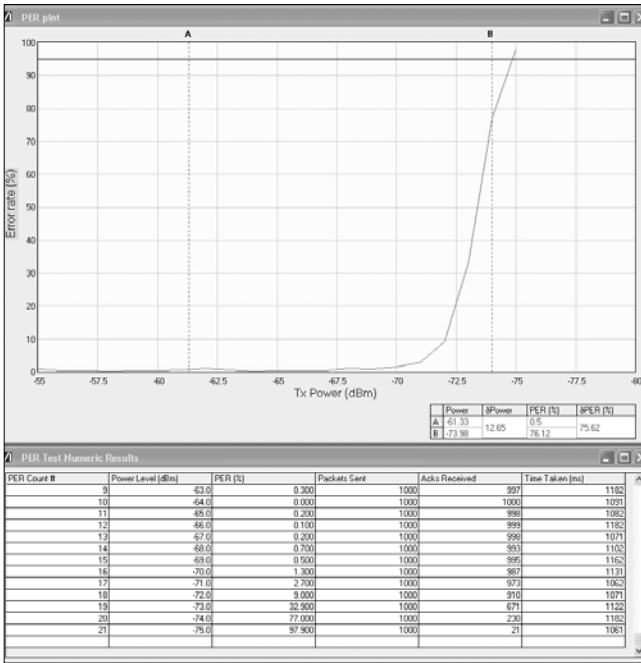 PER plot
A B
100
90
80
70
60
50
40
30
20
10
0
Error rate (%)
-55 -57.5 -60 -62.5 -65 -67.5 -70 -72.5 -75 -77.5 -80
Tx Power (dBm)
Power δPower PER (%) δPER (%)
A -61.33 12.65 0.5 75.62
B -73.98 76.12
PER Test Numeric Results
PER Count # Power Level (dBm) PER (%) Packets Sent Acks Received Time Taken (ms)
9 -63.0 0.300 1000 997 1102
10 -64.0 0.000 1000 1000 1091
11 -65.0 0.200 1000 998 1082
12 -66.0 0.100 1000 999 1182
13 -67.0 0.200 1000 998 1071
14 -68.0 0.700 1000 993 1102
15 -69.0 0.500 1000 995 1162
16 -70.0 1.300 1000 987 1131
17 -71.0 2.700 1000 973 1062
18 -72.0 9.000 1000 910 1071
19 -73.0 32.900 1000 671 1122
20 -74.0 77.000 1000 230 1182
21 -75.0 97.900 1000 21 1061